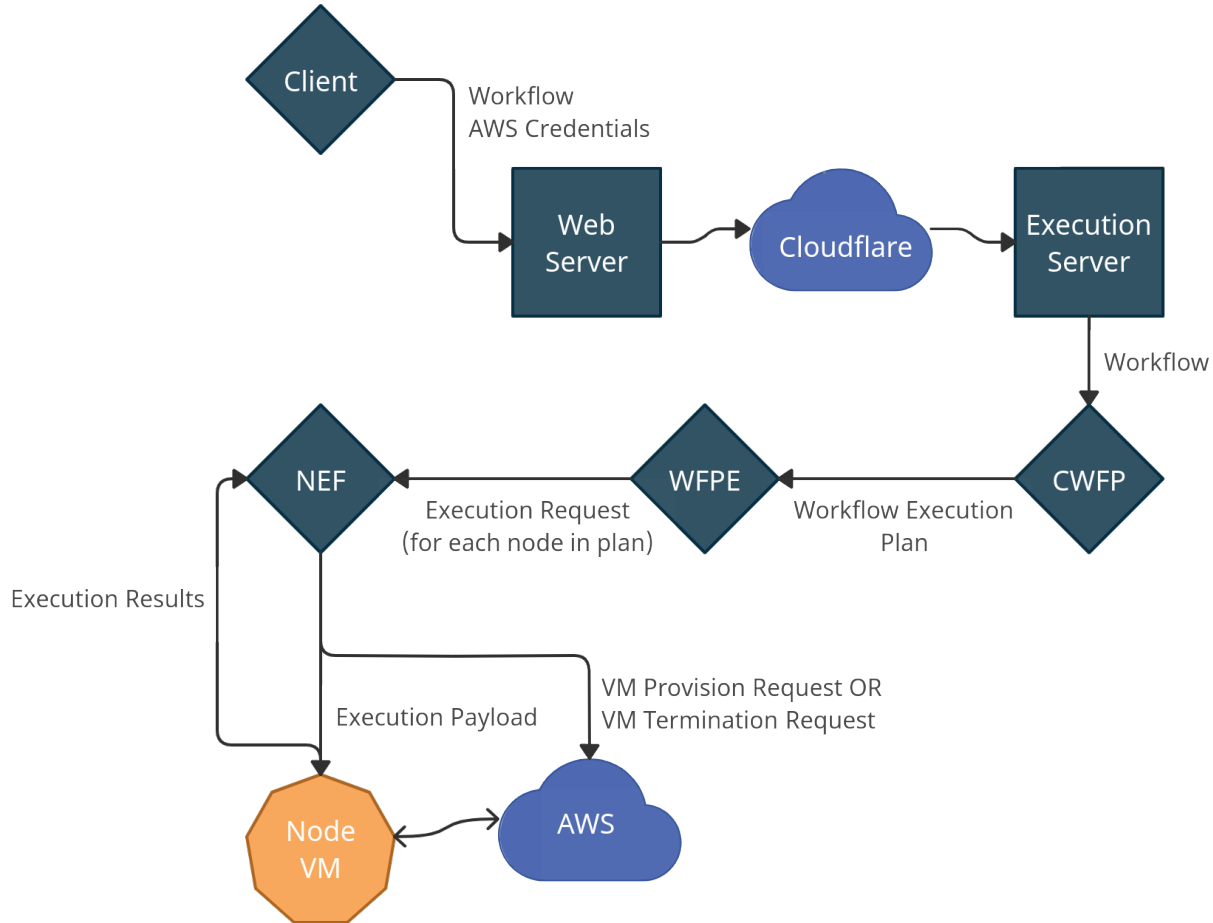 Client
Workflow
AWS Credentials
Web
Server
Cloudflare
Execution
Server
Workflow
NEF
WFPE
CWFP
Execution Request
(for each node in plan)
Workflow Execution
Plan
Execution Results
VM Provision Request OR
VM Termination Request
Execution Payload
Node
VM
AWS